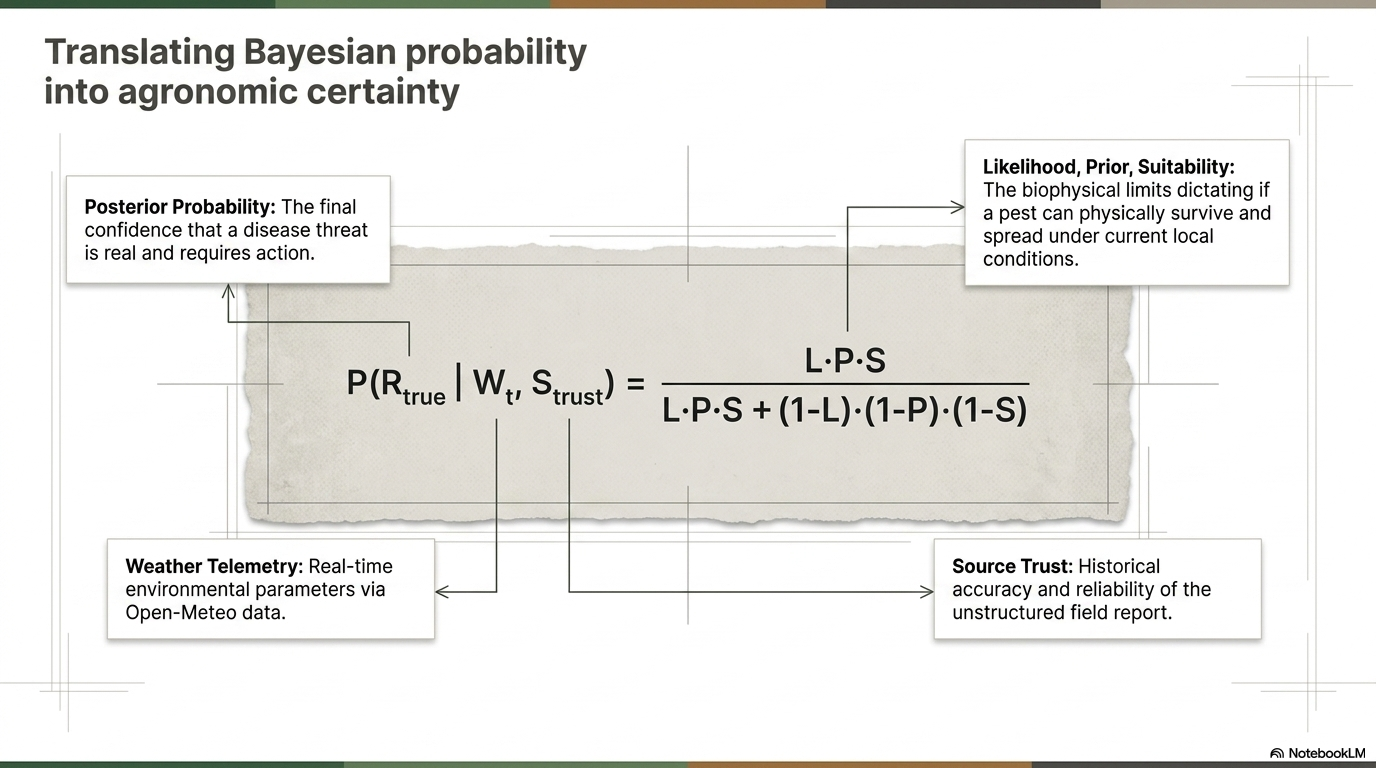 Translating Bayesian probability
into agronomic certainty
Posterior Probability: The final
confidence that a disease threat
is real and requires action.
Likelihood, Prior, Suitability:
The biophysical limits dictating if
a pest can physically survive and
spread under current local
conditions.
P(R_true | W_t, S_trust) =
L·P·S
L·P·S + (1-L)·(1-P)·(1-S)
Weather Telemetry: Real-time
environmental parameters via
Open-Meteo data.
Source Trust: Historical
accuracy and reliability of the
unstructured field report.
NotebookLM